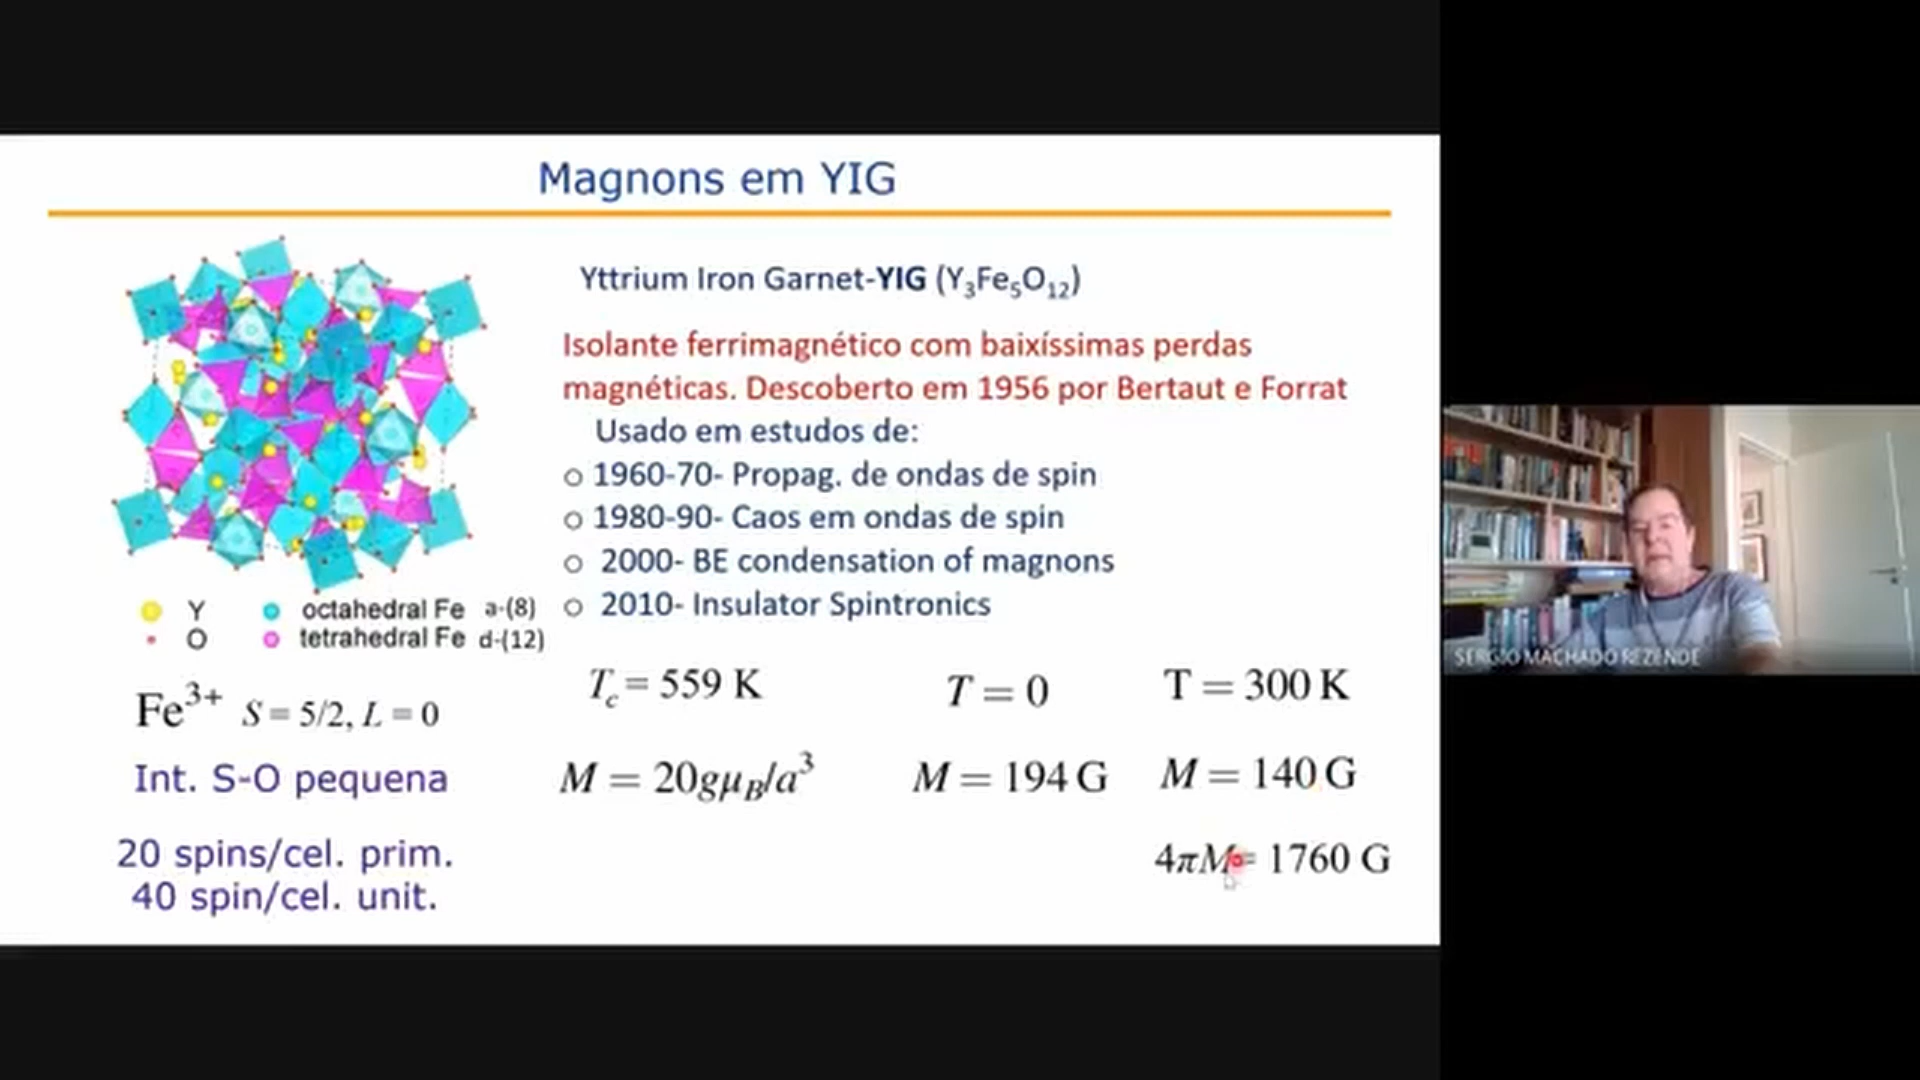 Magnons em YIG
Yttrium Iron Garnet-YIG (Y₃Fe₅O₁₂)
Isolante ferrimagnético com baixíssimas perdas
magnéticas. Descoberto em 1956 por Bertaut e Forrat
Usado em estudos de:
○ 1960-70- Propag. de ondas de spin
○ 1980-90- Caos em ondas de spin
○ 2000- BE condensation of magnons
○ 2010- Insulator Spintronics
Y octahedral Fe a-(8)
O tetrahedral Fe d-(12)
Fe³⁺ S = 5/2, L = 0
Int. S-O pequena
20 spins/cel. prim.
40 spin/cel. unit.
T_c = 559 K T = 0 T = 300 K
M = 20gμ_B/a³ M = 194 G M = 140 G
4πM = 1760 G
SERGIO MACHADO REZENDE